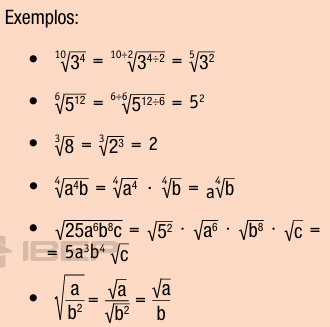 Exemplos:
• ¹⁰√3⁴ = ¹⁰÷²√3⁴÷² = ⁵√3²
• ⁶√5¹² = ⁶÷⁶√5¹²÷⁶ = 5²
• ³√8 = ³√2³ = 2
• ⁴√a⁴b = ⁴√a⁴ · ⁴√b = a⁴√b
• √25a⁶b⁸c = √5² · √a⁶ · √b⁸ · √c =
= 5a³b⁴ √c
• √(a/b²) = √a/√b² = √a/b